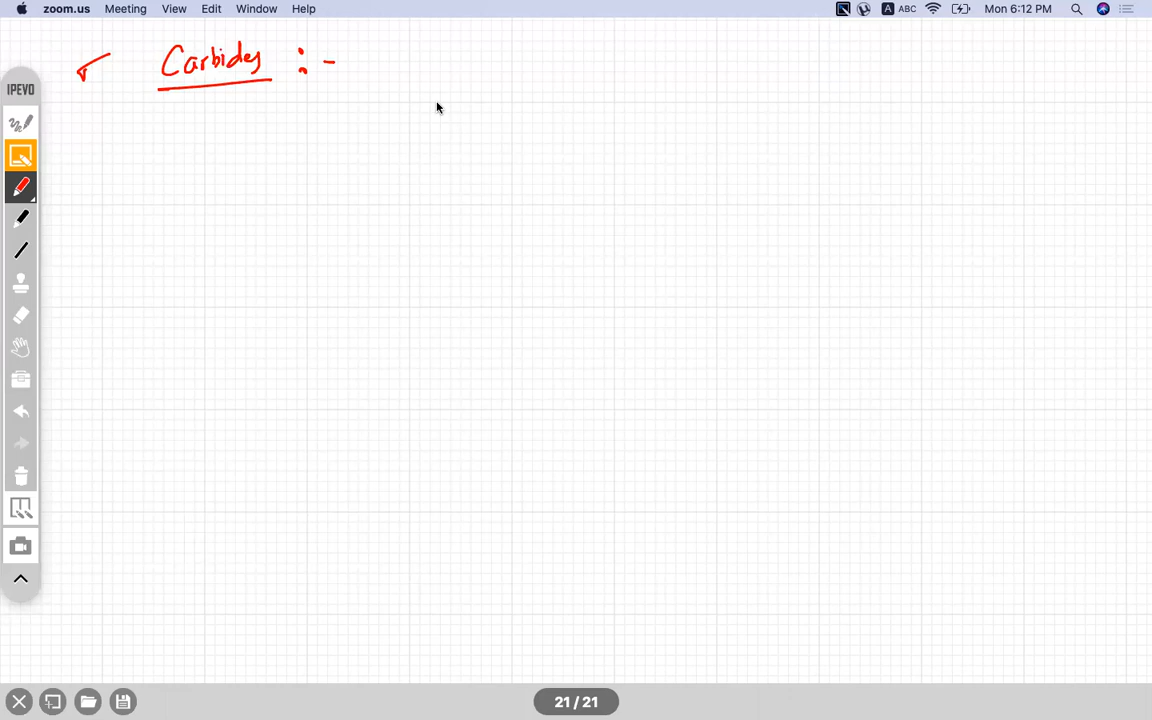 zoom.us Meeting View Edit Window Help A ABC Mon 6:12 PM
Carbides :-
IPEVO
21 / 21